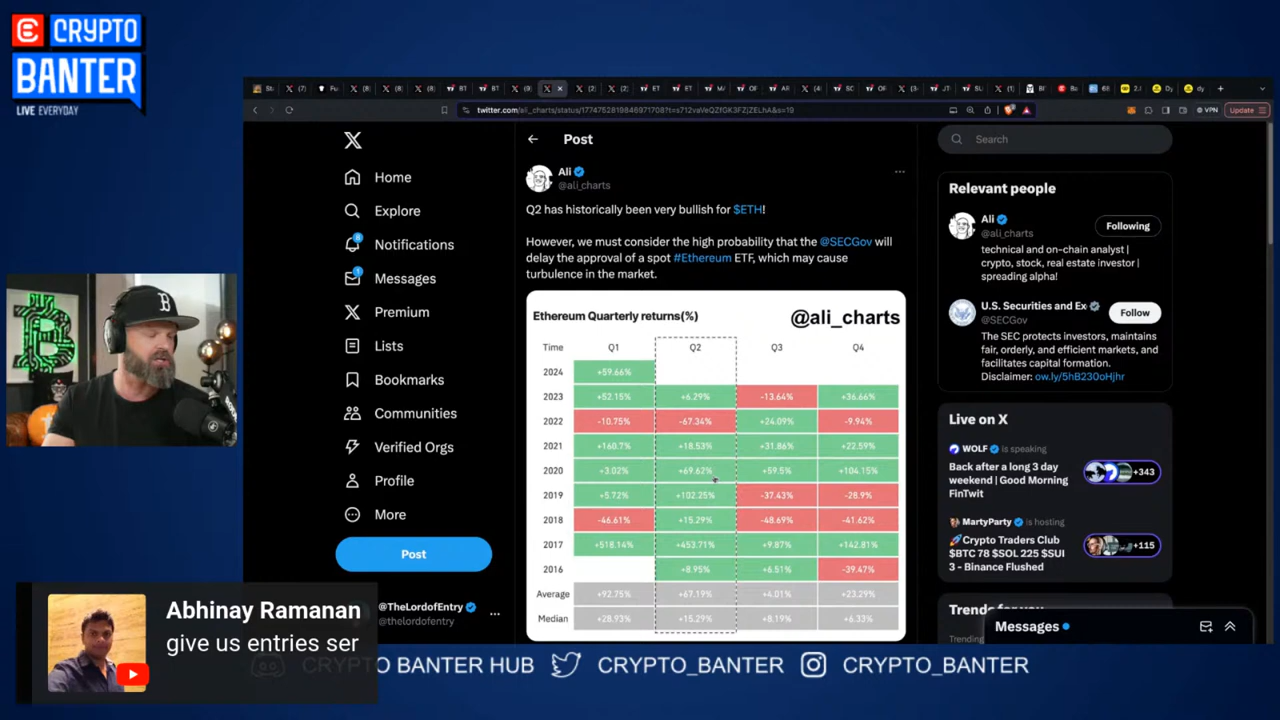 CRYPTO
BANTER
LIVE EVERYDAY
twitter.com/ali_charts/status/1774752819846971708?t=s712vaVeQZfGK3FZjZELhA&s=19
VPN
Update
Home
Explore
8
Notifications
1
Messages
Premium
Lists
Bookmarks
Communities
Verified Orgs
Profile
More
Post
@TheLordofEntry
@thelordofentry
Post
Ali
@ali_charts
Q2 has historically been very bullish for $ETH!
However, we must consider the high probability that the @SECGov will
delay the approval of a spot #Ethereum ETF, which may cause
turbulence in the market.
Ethereum Quarterly returns(%)
@ali_charts
Time Q1 Q2 Q3 Q4
2024 +59.66%
2023 +52.15% +6.29% -13.64% +36.66%
2022 -10.75% -67.34% +24.09% -9.94%
2021 +160.7% +18.53% +31.86% +22.59%
2020 +3.02% +69.62% +59.5% +104.15%
2019 +5.72% +102.25% -37.43% -28.9%
2018 -46.61% +15.29% -48.69% -41.62%
2017 +518.14% +453.71% +9.87% +142.81%
2016 +8.95% +6.51% -39.47%
Average +92.75% +67.19% +4.01% +23.29%
Median +28.93% +15.29% +8.19% +6.33%
Search
Relevant people
Ali
@ali_charts
Following
technical and on-chain analyst |
crypto, stock, real estate investor |
spreading alpha!
U.S. Securities and Ex
@SECGov
Follow
The SEC protects investors, maintains
fair, orderly, and efficient markets, and
facilitates capital formation.
Disclaimer: ow.ly/5hB230oHjhr
Live on X
WOLF is speaking
Back after a long 3 day
weekend | Good Morning
FinTwit
+343
MartyParty is hosting
🚀Crypto Traders Club
$BTC 78 $SOL 225 $SUI
3 - Binance Flushed
+115
Messages
Trending
Abhinay Ramanan
give us entries ser
CRYPTO BANTER HUB
CRYPTO_BANTER
CRYPTO_BANTER